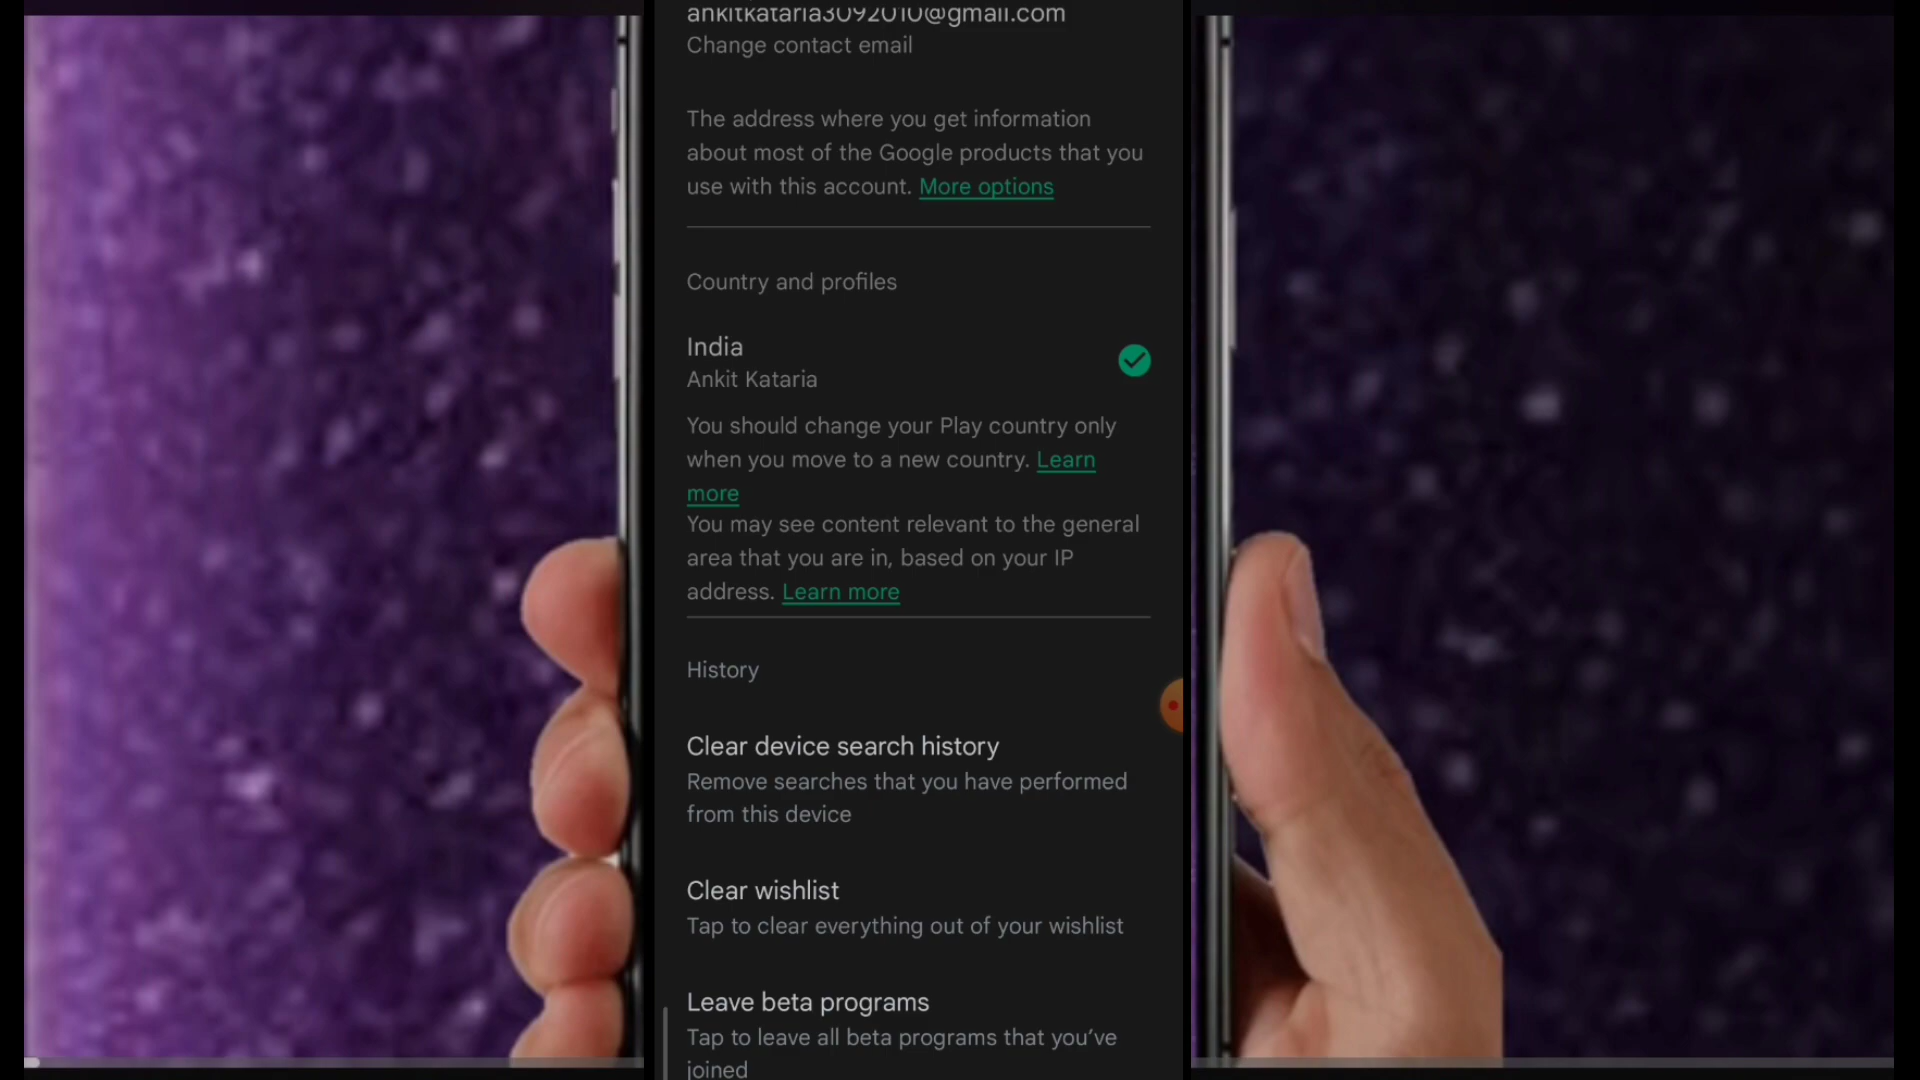 ankitkataria3092010@gmail.com
Change contact email
The address where you get information
about most of the Google products that you
use with this account. More options
Country and profiles
India
Ankit Kataria
You should change your Play country only
when you move to a new country. Learn
more
You may see content relevant to the general
area that you are in, based on your IP
address. Learn more
History
Clear device search history
Remove searches that you have performed
from this device
Clear wishlist
Tap to clear everything out of your wishlist
Leave beta programs
Tap to leave all beta programs that you've
joined